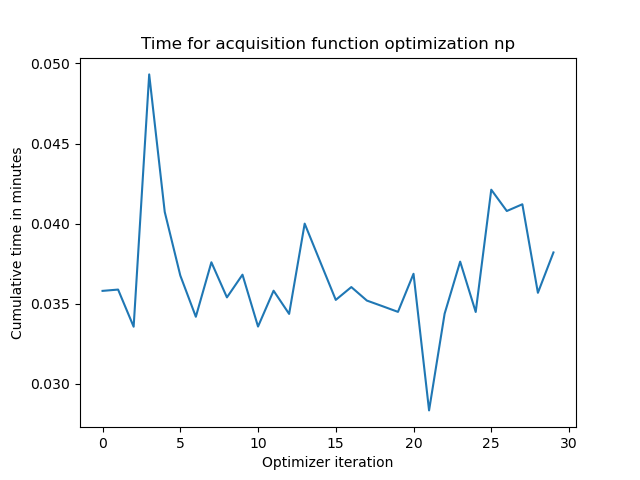 Time for acquisition function optimization np
0.050
0.045
0.040
0.035
0.030
Cumulative time in minutes
0 5 10 15 20 25 30
Optimizer iteration